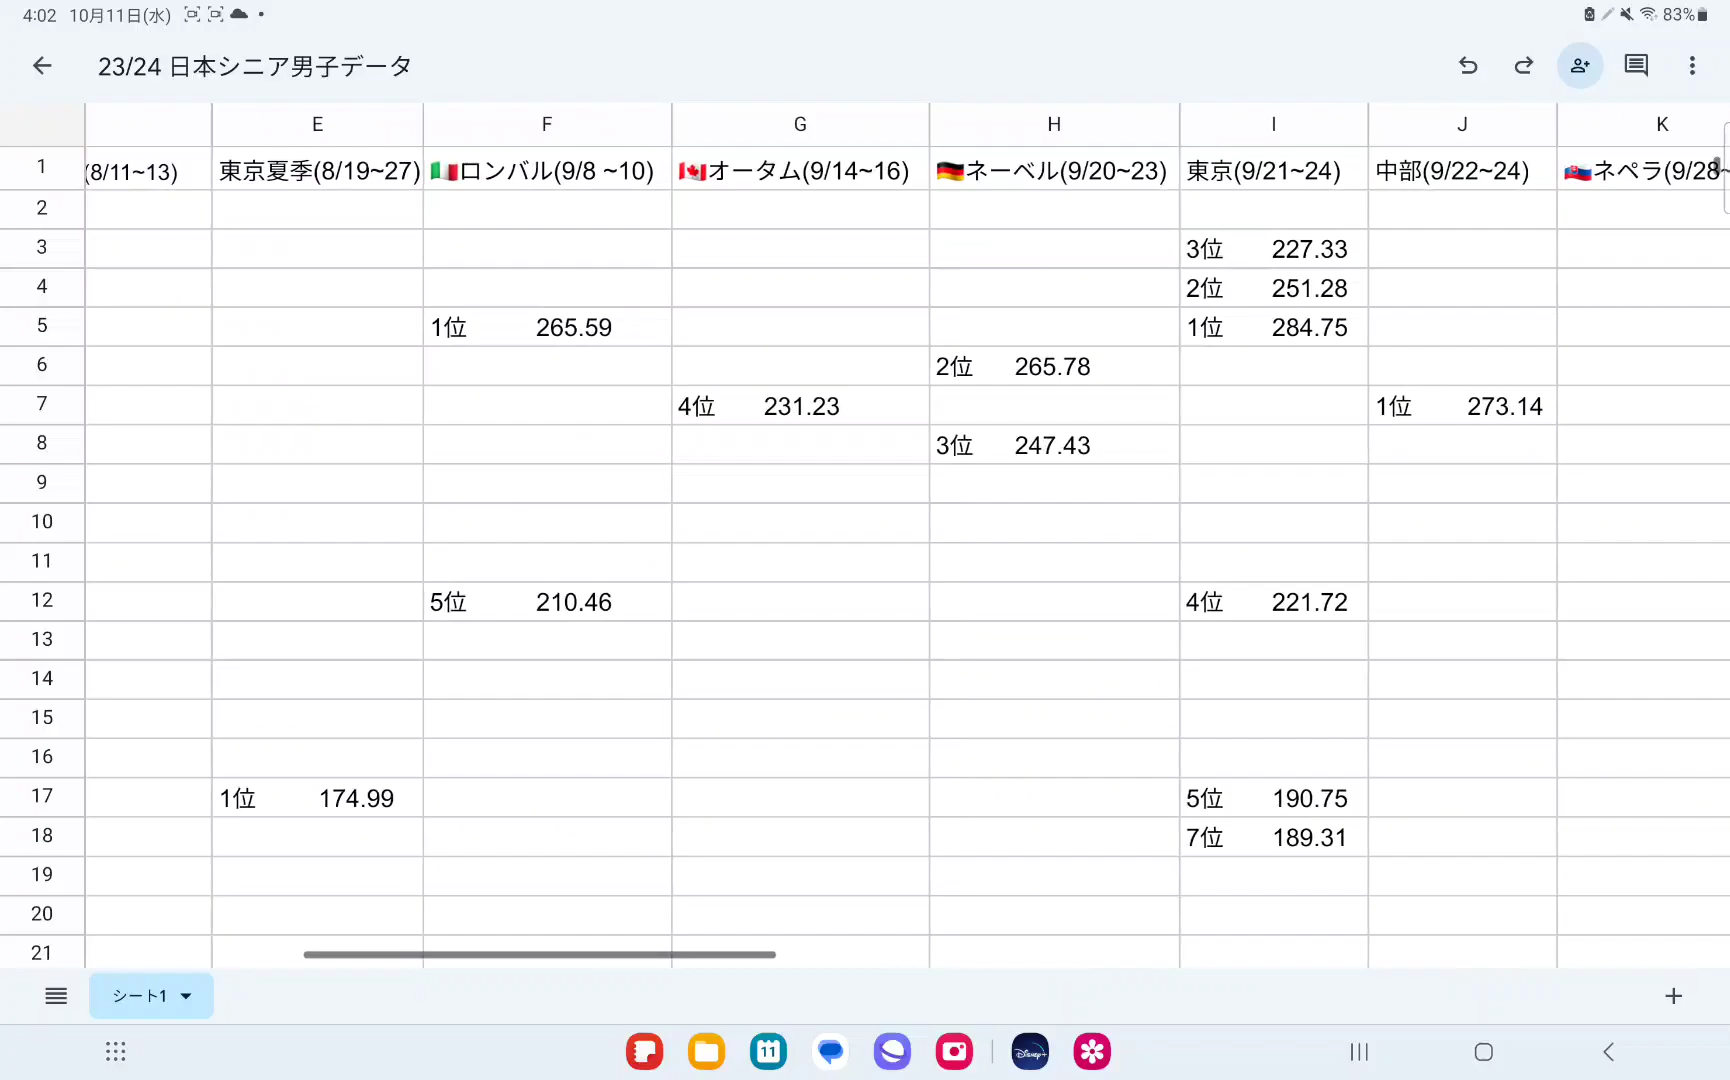 4:02 10月11日(水) 83%
23/24 日本シニア男子データ
E F G H I J K
1 (8/11~13) 東京夏季(8/19~27) ロンバル(9/8 ~10) オータム(9/14~16) ネーベル(9/20~23) 東京(9/21~24) 中部(9/22~24) ネペラ(9/28~
2
3 3位 227.33
4 2位 251.28
5 1位 265.59 1位 284.75
6 2位 265.78
7 4位 231.23 1位 273.14
8 3位 247.43
9
10
11
12 5位 210.46 4位 221.72
13
14
15
16
17 1位 174.99 5位 190.75
18 7位 189.31
19
20
21
シート1
11 Disney+